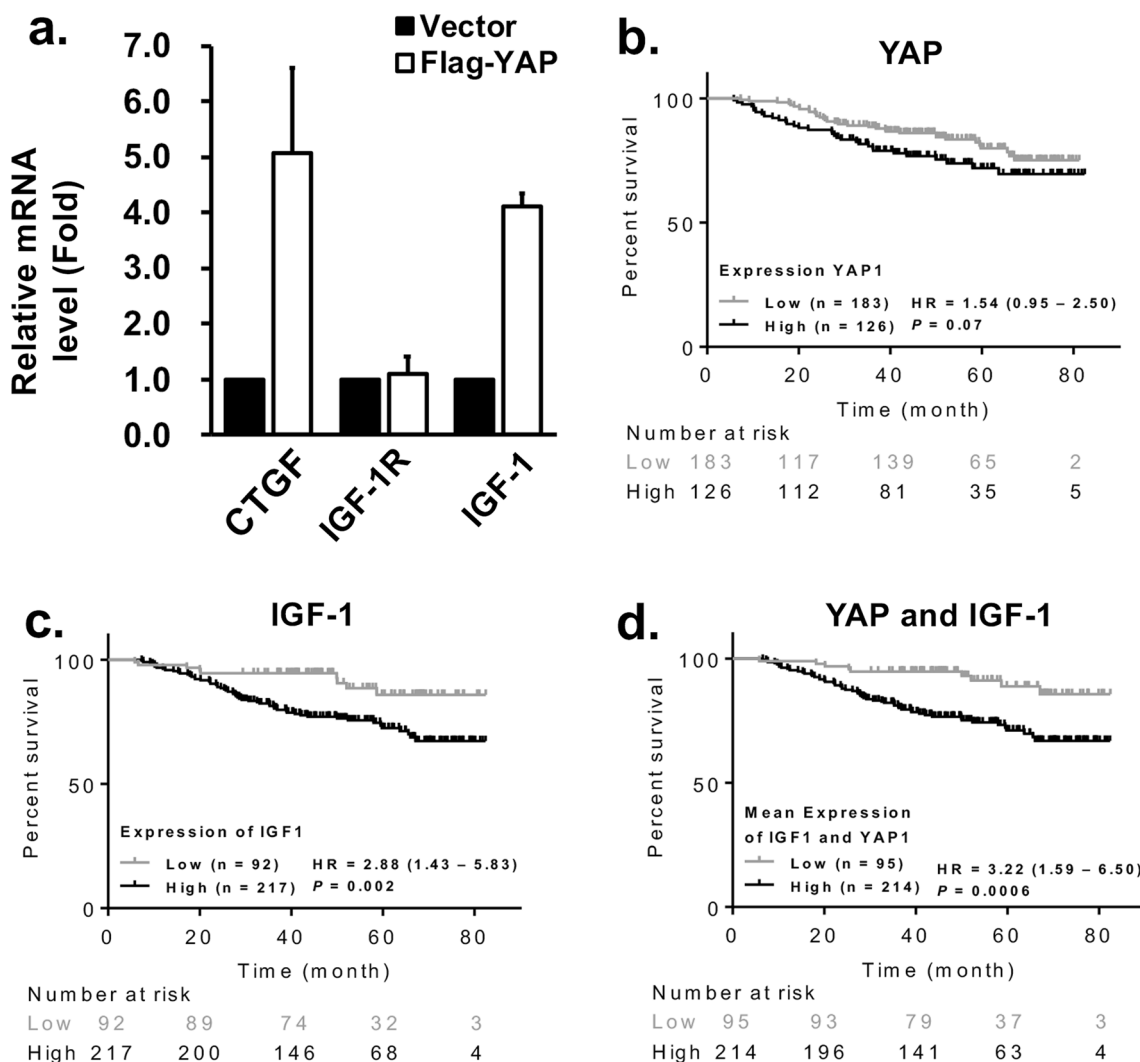 a.
Vector
Flag-YAP
Relative mRNA
level (Fold)
7.0
6.0
5.0
4.0
3.0
2.0
1.0
0.0
CTGF
IGF-1R
IGF-1
b.
YAP
Percent survival
100
50
0
Expression YAP1
Low (n = 183) HR = 1.54 (0.95 – 2.50)
High (n = 126) P = 0.07
0 20 40 60 80
Time (month)
Number at risk
Low 183 117 139 65 2
High 126 112 81 35 5
c.
IGF-1
Percent survival
100
50
0
Expression of IGF1
Low (n = 92) HR = 2.88 (1.43 – 5.83)
High (n = 217) P = 0.002
0 20 40 60 80
Time (month)
Number at risk
Low 92 89 74 32 3
High 217 200 146 68 4
d.
YAP and IGF-1
Percent survival
100
50
0
Mean Expression
of IGF1 and YAP1
Low (n = 95) HR = 3.22 (1.59 – 6.50)
High (n = 214) P = 0.0006
0 20 40 60 80
Time (month)
Number at risk
Low 95 93 79 37 3
High 214 196 141 63 4